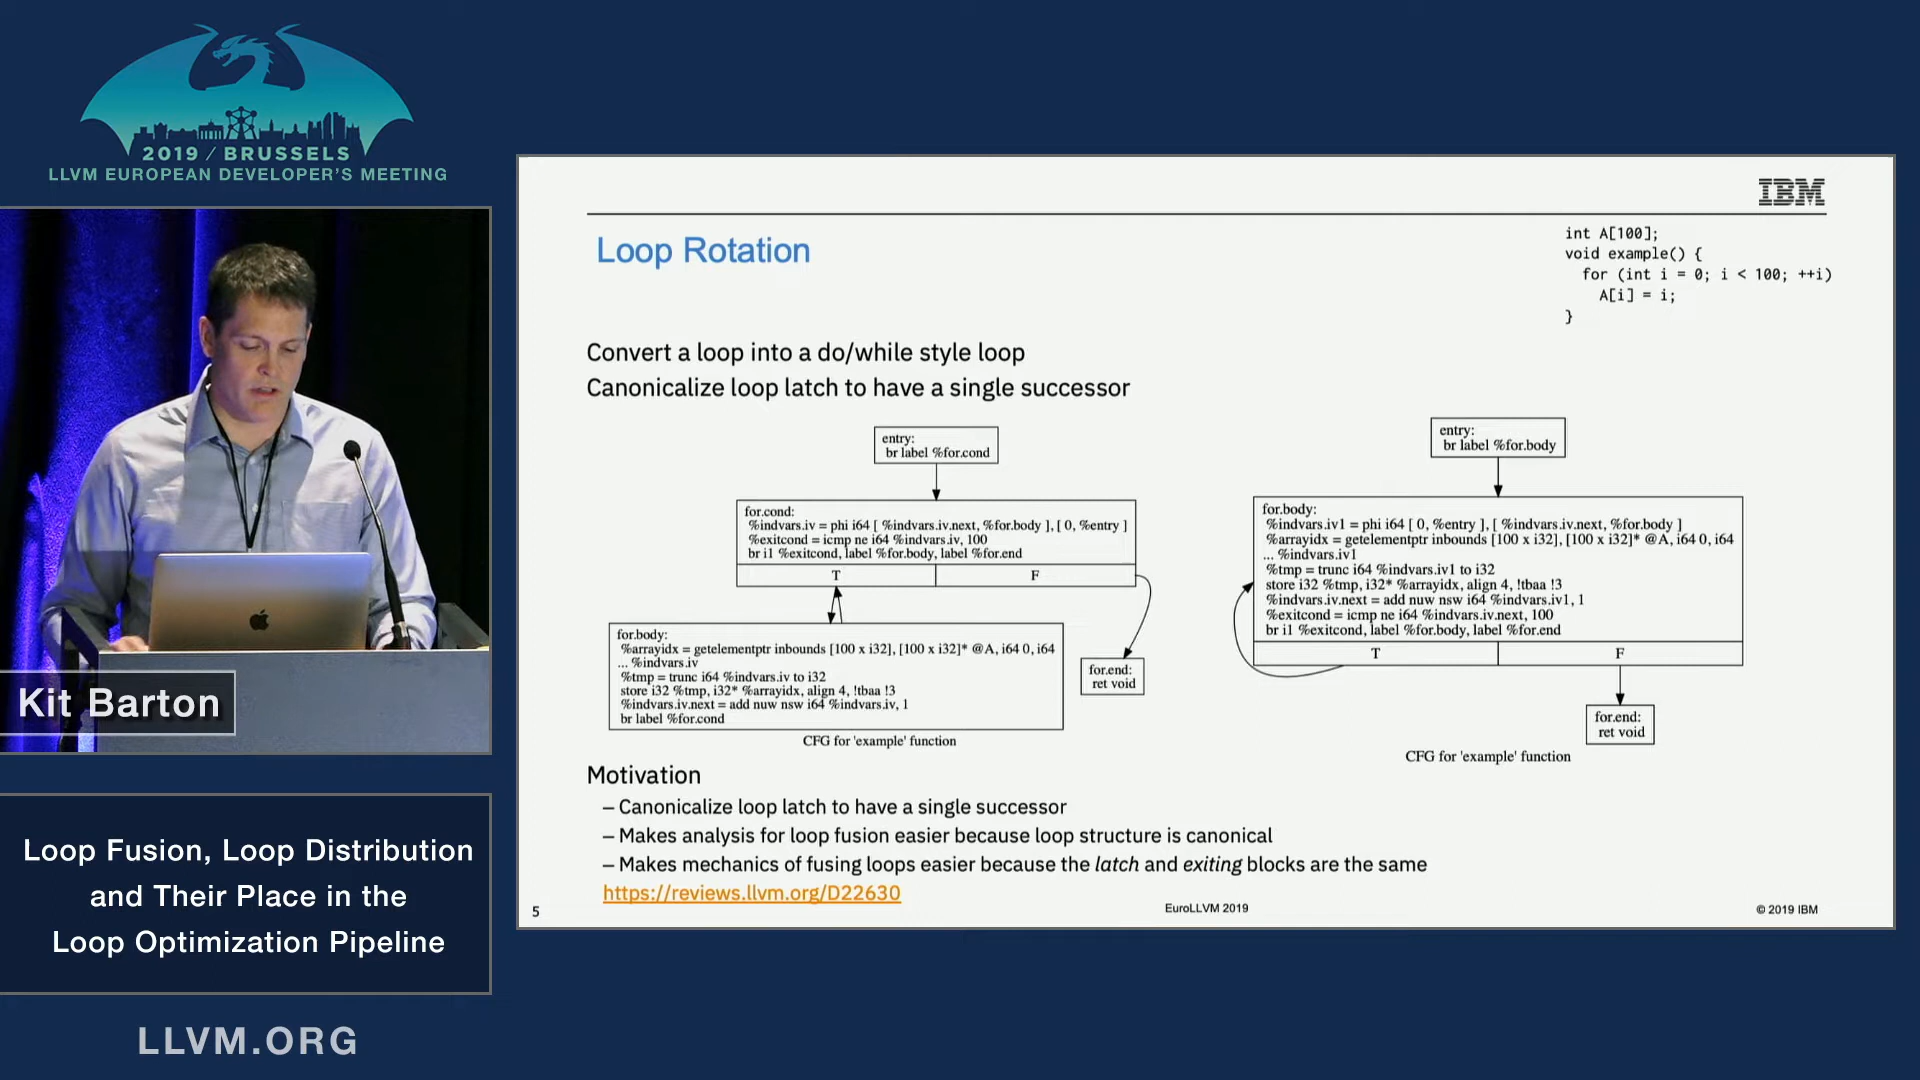 2019 / BRUSSELS
LLVM EUROPEAN DEVELOPER'S MEETING
Kit Barton
Loop Fusion, Loop Distribution
and Their Place in the
Loop Optimization Pipeline
LLVM.ORG
IBM
Loop Rotation
int A[100];
void example() {
for (int i = 0; i < 100; ++i)
A[i] = i;
}
Convert a loop into a do/while style loop
Canonicalize loop latch to have a single successor
entry:
br label %for.cond
for.cond:
%indvars.iv = phi i64 [ %indvars.iv.next, %for.body ], [ 0, %entry ]
%exitcond = icmp ne i64 %indvars.iv, 100
br i1 %exitcond, label %for.body, label %for.end
T F
for.body:
%arrayidx = getelementptr inbounds [100 x i32], [100 x i32]* @A, i64 0, i64
... %indvars.iv
%tmp = trunc i64 %indvars.iv to i32
store i32 %tmp, i32* %arrayidx, align 4, !tbaa !3
%indvars.iv.next = add nuw nsw i64 %indvars.iv, 1
br label %for.cond
for.end:
ret void
CFG for 'example' function
entry:
br label %for.body
for.body:
%indvars.iv1 = phi i64 [ 0, %entry ], [ %indvars.iv.next, %for.body ]
%arrayidx = getelementptr inbounds [100 x i32], [100 x i32]* @A, i64 0, i64
... %indvars.iv1
%tmp = trunc i64 %indvars.iv1 to i32
store i32 %tmp, i32* %arrayidx, align 4, !tbaa !3
%indvars.iv.next = add nuw nsw i64 %indvars.iv1, 1
%exitcond = icmp ne i64 %indvars.iv.next, 100
br i1 %exitcond, label %for.body, label %for.end
T F
for.end:
ret void
CFG for 'example' function
Motivation
– Canonicalize loop latch to have a single successor
– Makes analysis for loop fusion easier because loop structure is canonical
– Makes mechanics of fusing loops easier because the latch and exiting blocks are the same
https://reviews.llvm.org/D22630
5
EuroLLVM 2019
© 2019 IBM